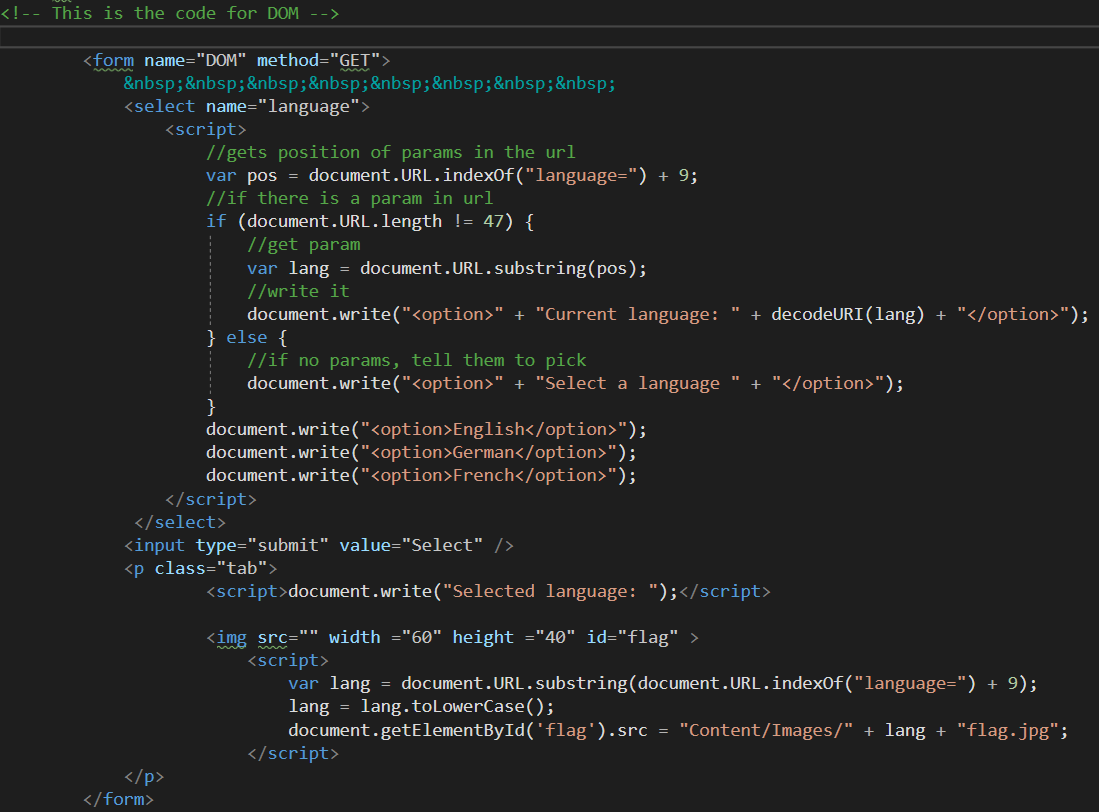 <!-- This is the code for DOM -->
<form name="DOM" method="GET">
&nbsp;&nbsp;&nbsp;&nbsp;&nbsp;&nbsp;&nbsp;&nbsp;
<select name="language">
<script>
//gets position of params in the url
var pos = document.URL.indexOf("language=") + 9;
//if there is a param in url
if (document.URL.length != 47) {
//get param
var lang = document.URL.substring(pos);
//write it
document.write("<option>" + "Current language: " + decodeURI(lang) + "</option>");
} else {
//if no params, tell them to pick
document.write("<option>" + "Select a language " + "</option>");
}
document.write("<option>English</option>");
document.write("<option>German</option>");
document.write("<option>French</option>");
</script>
</select>
<input type="submit" value="Select" />
<p class="tab">
<script>document.write("Selected language: ");</script>
<img src="" width ="60" height ="40" id="flag" >
<script>
var lang = document.URL.substring(document.URL.indexOf("language=") + 9);
lang = lang.toLowerCase();
document.getElementById('flag').src = "Content/Images/" + lang + "flag.jpg";
</script>
</p>
</form>